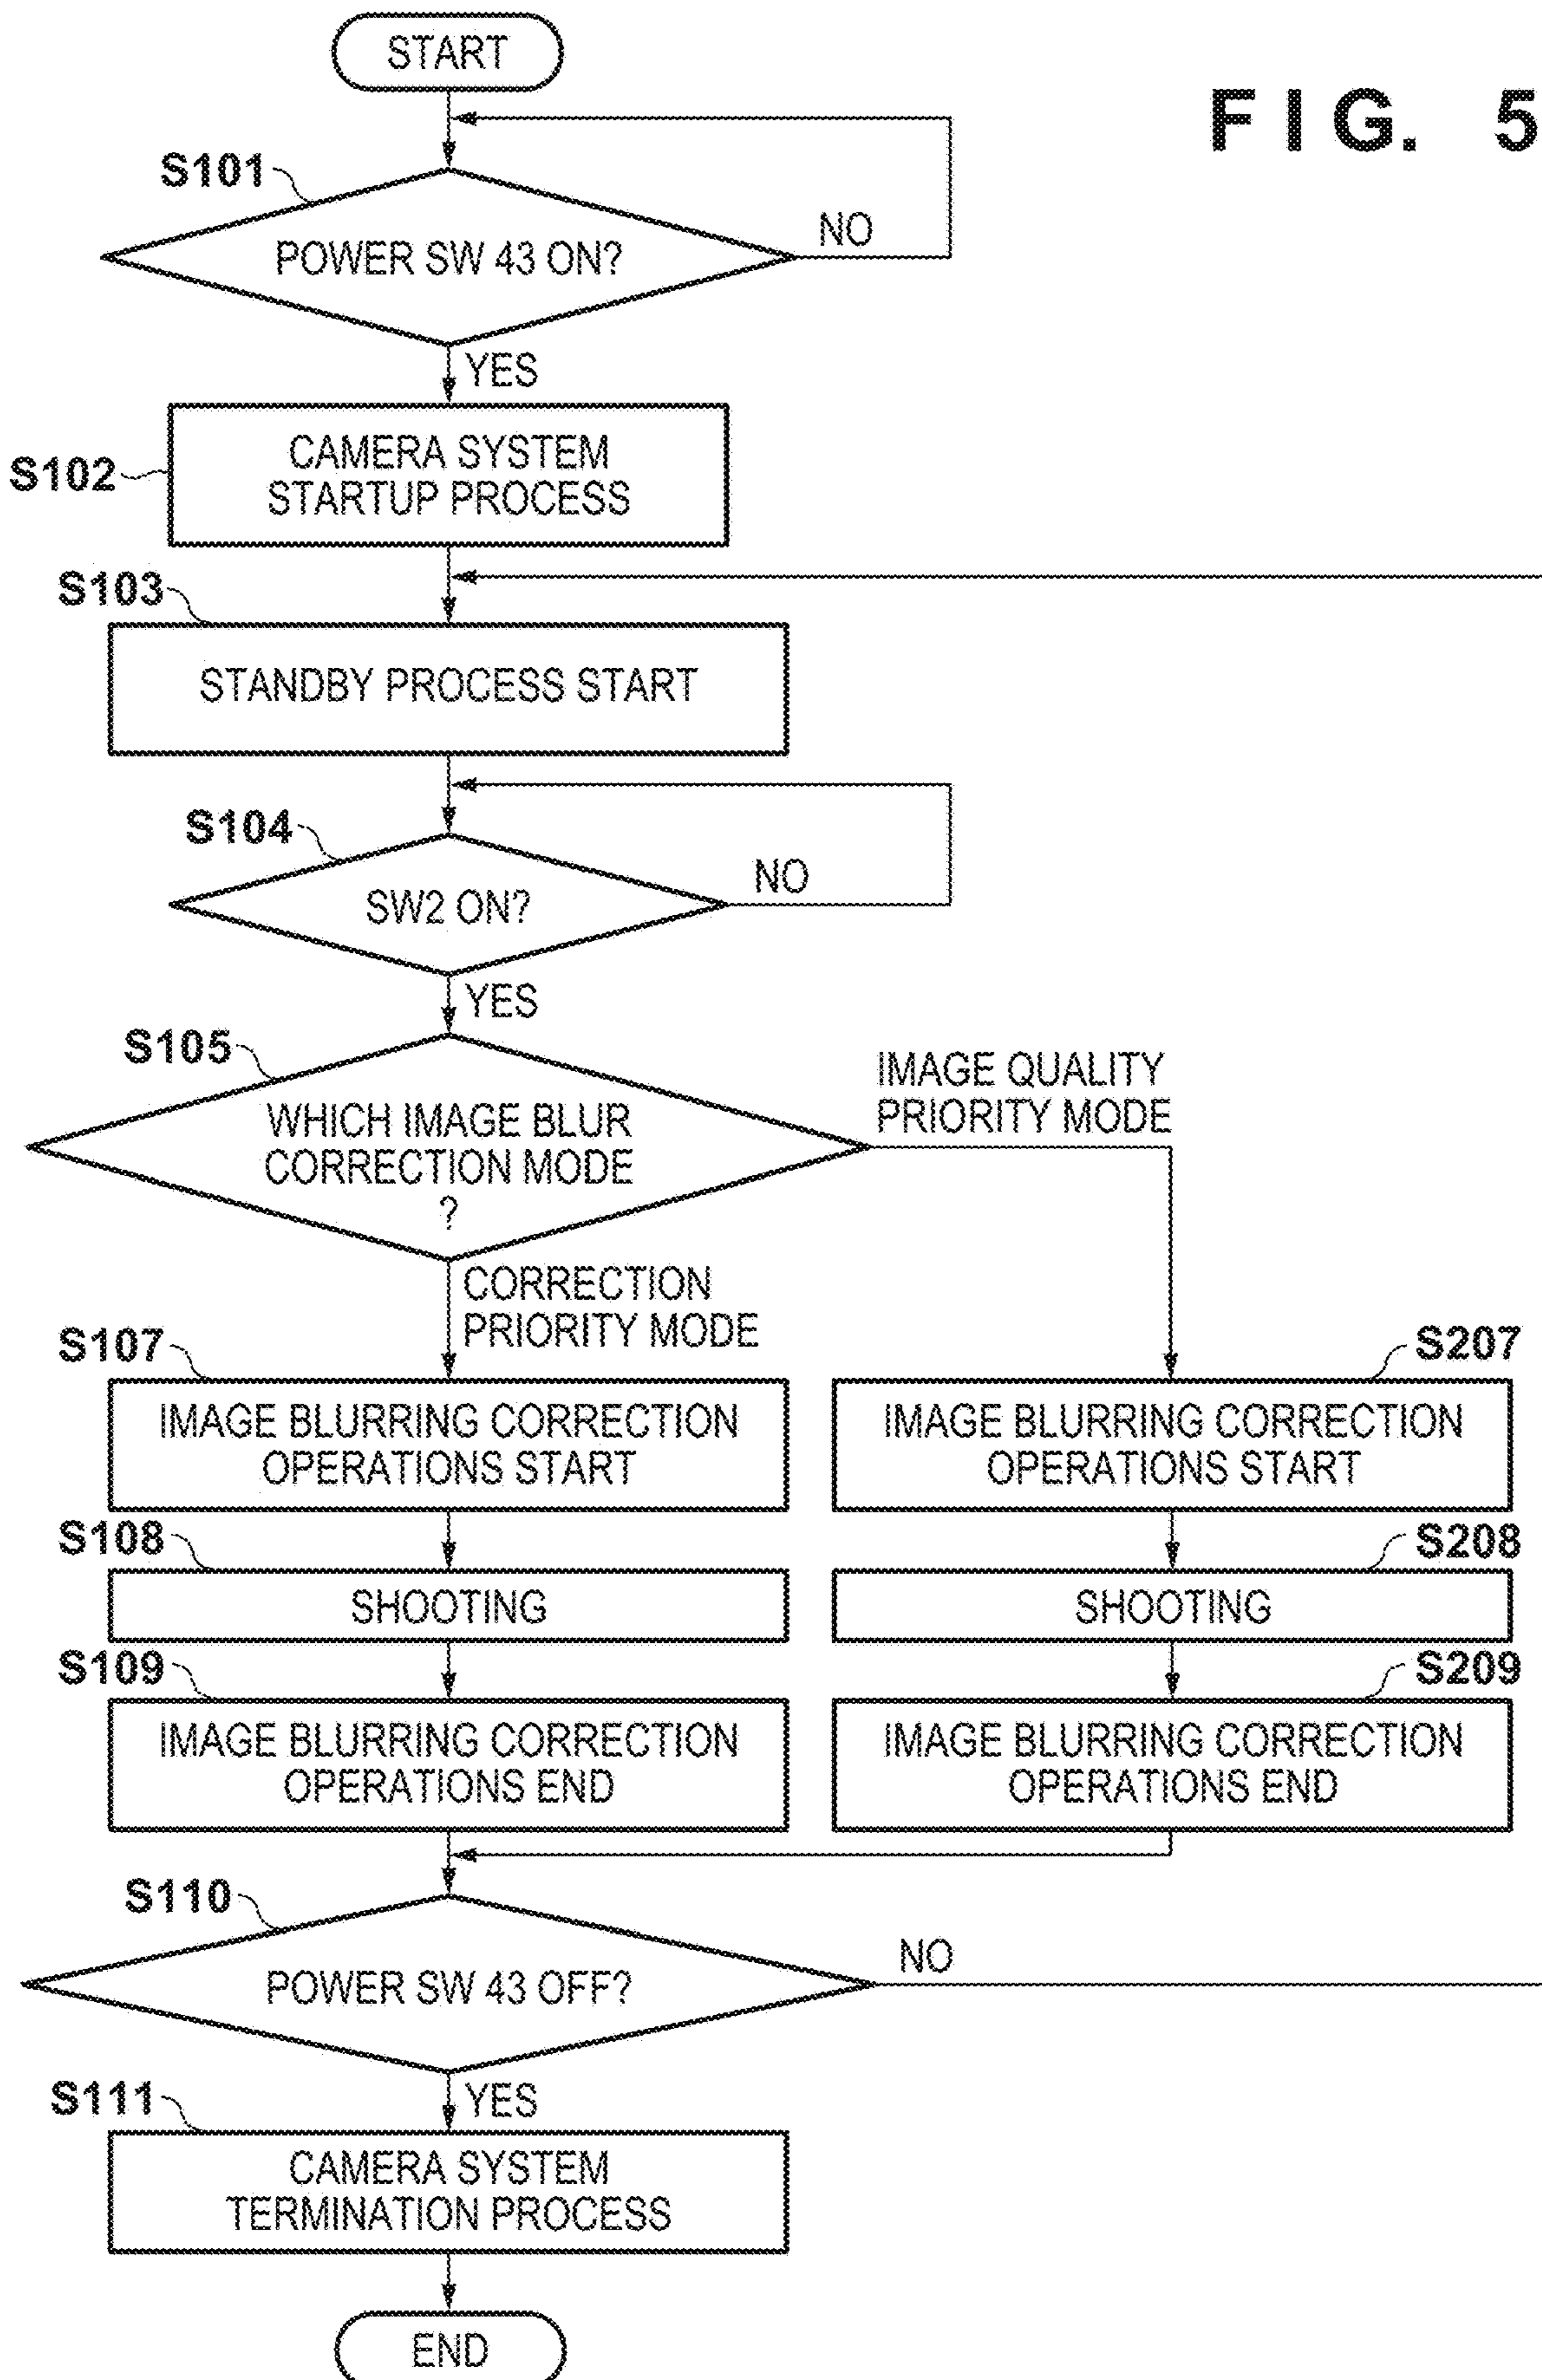 START
FIG. 5
S101
POWER SW 43 ON?
NO
YES
S102
CAMERA SYSTEM
STARTUP PROCESS
S103
STANDBY PROCESS START
S104
SW2 ON?
NO
YES
S105
WHICH IMAGE BLUR
CORRECTION MODE
?
IMAGE QUALITY
PRIORITY MODE
CORRECTION
PRIORITY MODE
S107
IMAGE BLURRING CORRECTION
OPERATIONS START
S207
IMAGE BLURRING CORRECTION
OPERATIONS START
S108
SHOOTING
S208
SHOOTING
S109
IMAGE BLURRING CORRECTION
OPERATIONS END
S209
IMAGE BLURRING CORRECTION
OPERATIONS END
S110
POWER SW 43 OFF?
NO
YES
S111
CAMERA SYSTEM
TERMINATION PROCESS
END